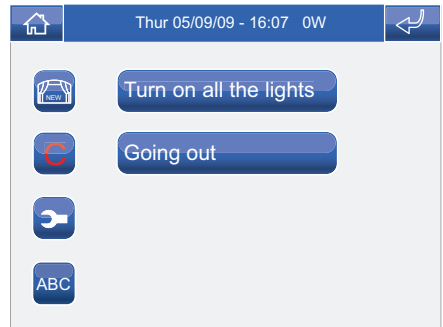 Thur 05/09/09 - 16:07 0W
NEW
Turn on all the lights
C
Going out
ABC